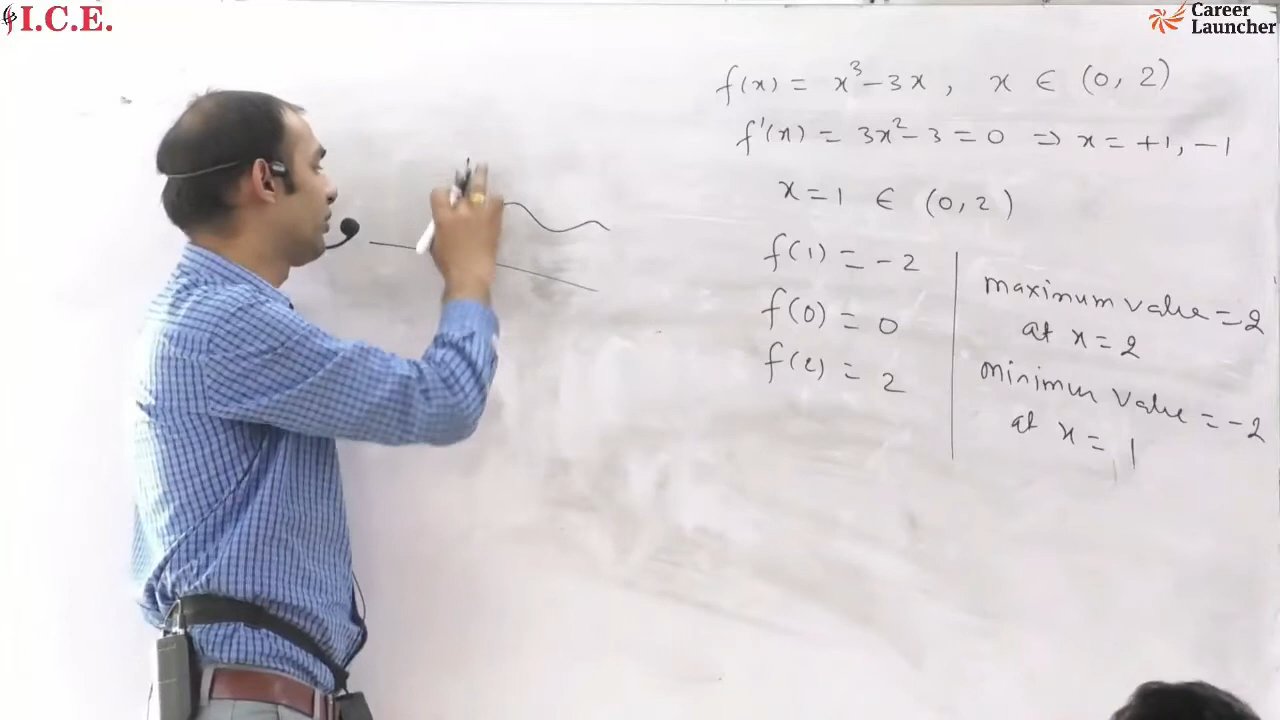 I.C.E.
Career
Launcher
f(x) = x³-3x, x ∈ (0, 2)
f'(x) = 3x²-3=0 ⇒ x = +1, -1
x=1 ∈ (0,2)
f(1) = -2
f(0) = 0
f(2) = 2
maximum value = 2
at x = 2
minimum value = -2
at x = 1